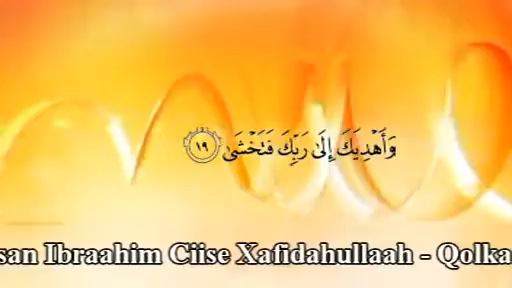 وَأَهْدِيَكَ إِلَىٰ رَبِّكَ فَتَخْشَىٰ ١٩
san Ibraahim Ciise Xafidahullaah - Qolka